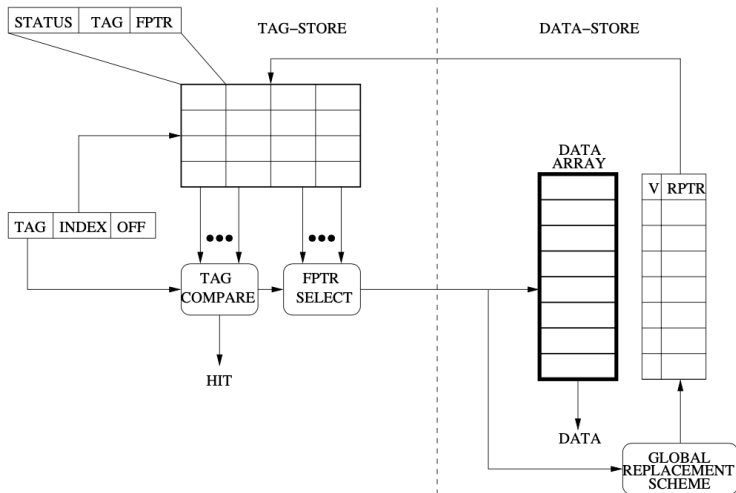 STATUS TAG FPTR
TAG-STORE
DATA-STORE
DATA
ARRAY
V RPTR
TAG INDEX OFF
TAG
COMPARE
FPTR
SELECT
HIT
DATA
GLOBAL
REPLACEMENT
SCHEME